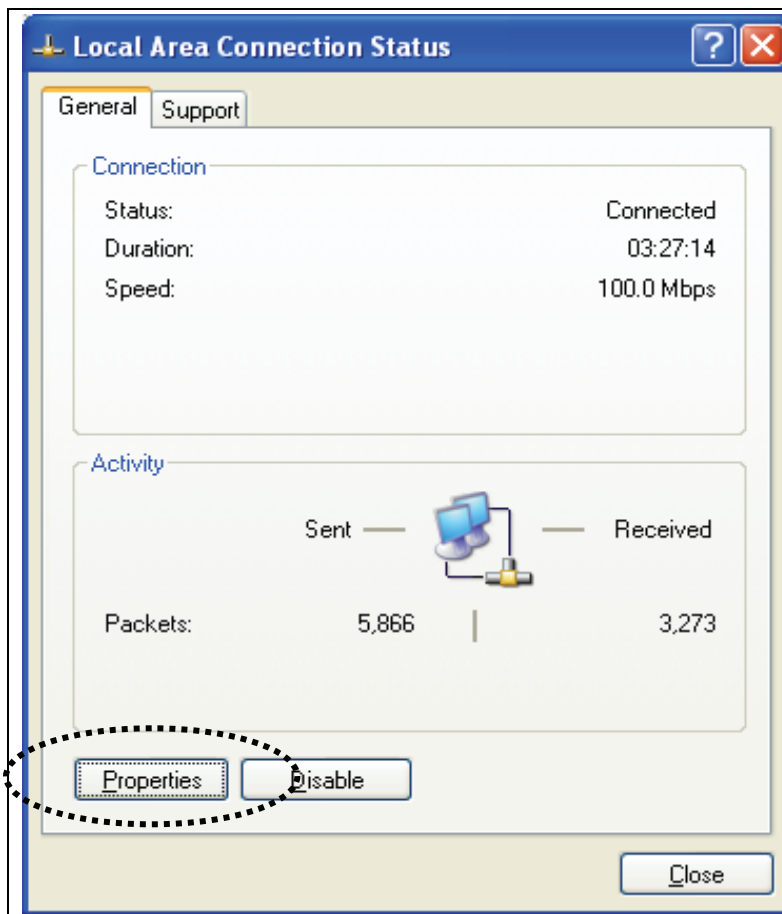 Local Area Connection Status
General Support
Connection
Status: Connected
Duration: 03:27:14
Speed: 100.0 Mbps
Activity
Sent Received
Packets: 5,866 3,273
Properties Disable
Close